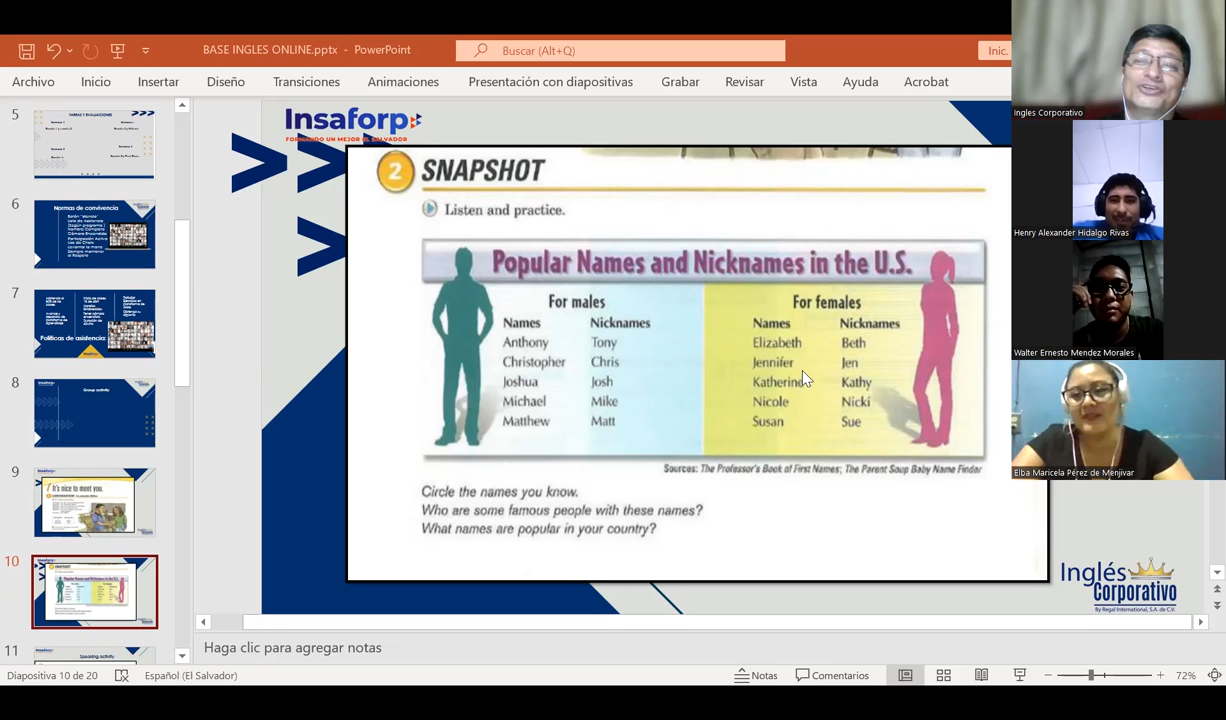 BASE INGLES ONLINE.pptx - PowerPoint
Buscar (Alt+Q)
Inic.
Archivo Inicio Insertar Diseño Transiciones Animaciones Presentación con diapositivas Grabar Revisar Vista Ayuda Acrobat
5
TAREAS Y EVALUACIONES
6
Normas de convivencia
7
Políticas de asistencia:
8
Group activity
9
It's nice to meet you.
10
Popular Names and Nicknames in the U.S.
11
Speaking activity
Insaforp
FORMANDO UN MEJOR EL SALVADOR
2 SNAPSHOT
Listen and practice.
Popular Names and Nicknames in the U.S.
For males
Names Nicknames
Anthony Tony
Christopher Chris
Joshua Josh
Michael Mike
Matthew Matt
For females
Names Nicknames
Elizabeth Beth
Jennifer Jen
Katherine Kathy
Nicole Nicki
Susan Sue
Sources: The Professor's Book of First Names; The Parent Soup Baby Name Finder
Circle the names you know.
Who are some famous people with these names?
What names are popular in your country?
Inglés
Corporativo
By Regal International, S.A. de C.V.
Ingles Corporativo
Henry Alexander Hidalgo Rivas
Walter Ernesto Mendez Morales
Elba Maricela Pérez de Menjivar
Haga clic para agregar notas
Diapositiva 10 de 20
Español (El Salvador)
Notas
Comentarios
72%